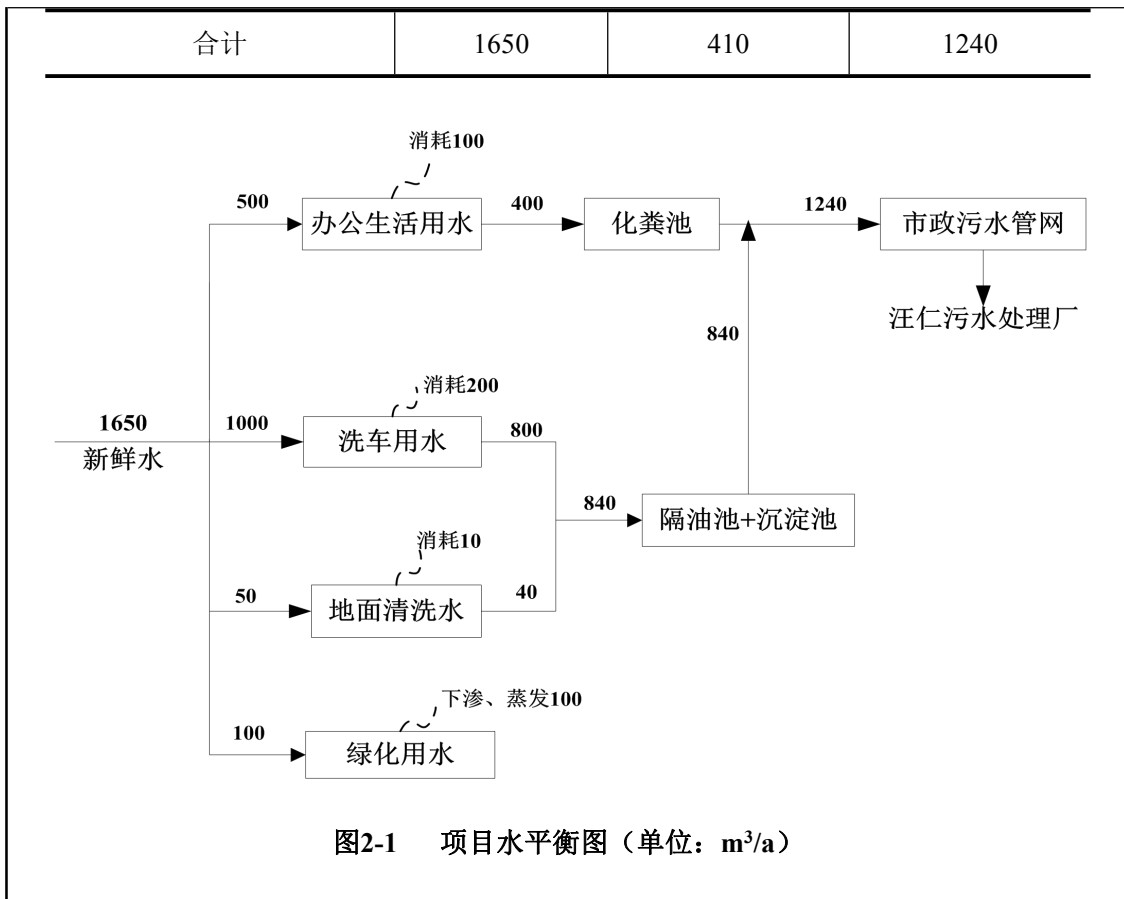 合计 1650 410 1240
消耗100
500 办公生活用水 400 化粪池 1240 市政污水管网
汪仁污水处理厂
840
消耗200
1650 1000 洗车用水 800
新鲜水
840 隔油池+沉淀池
消耗10
50 地面清洗水 40
下渗、蒸发100
100 绿化用水
图2-1 项目水平衡图（单位：m³/a）